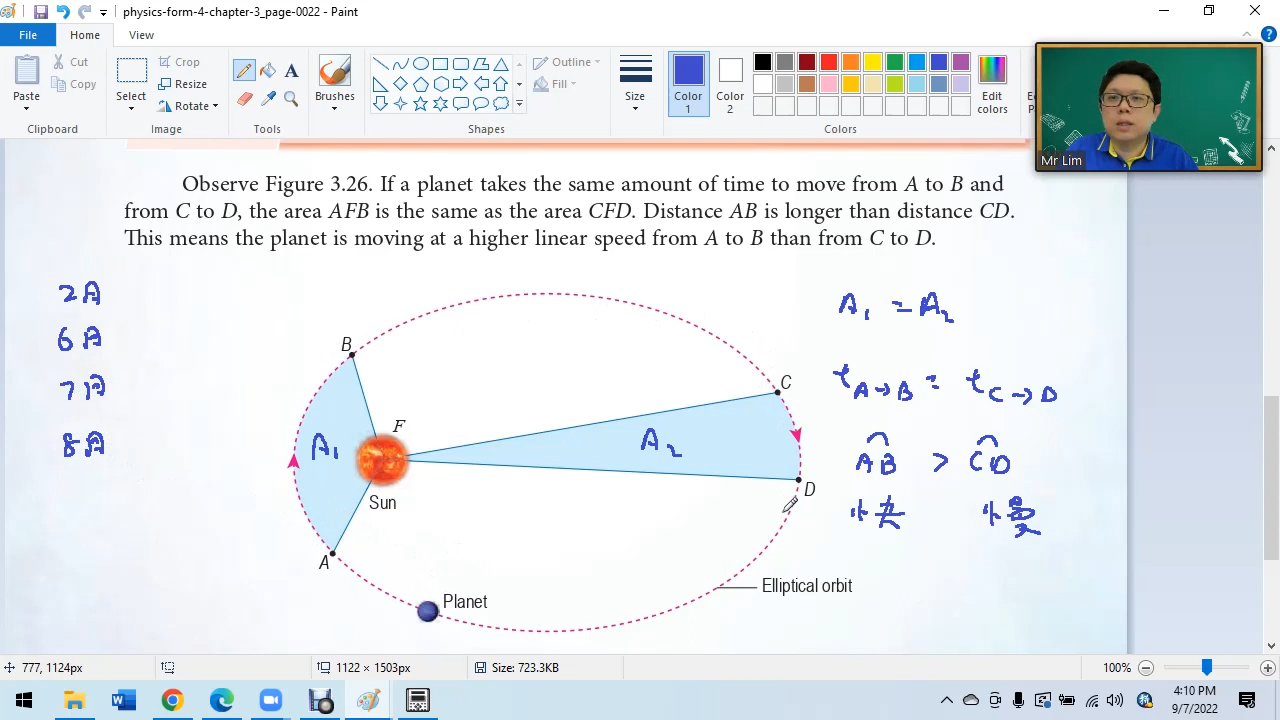 physics-form-4-chapter-3_page-0022 - Paint
File
Home
View
Paste
Cut
Copy
Clipboard
Select
Crop
Resize
Rotate
Image
Tools
Brushes
Shapes
Outline
Fill
Size
Color 1
Color 2
Edit colors
Colors
Mr Lim
Observe Figure 3.26. If a planet takes the same amount of time to move from A to B and
from C to D, the area AFB is the same as the area CFD. Distance AB is longer than distance CD.
This means the planet is moving at a higher linear speed from A to B than from C to D.
2A
6A
7A
8A
B
F
C
A₁
A₂
Sun
D
A
Planet
Elliptical orbit
A₁ = A₂
t A→B = t C→D
AB > CD
快 慢
777, 1124px
1122 × 1503px
Size: 723.3KB
100%
4:10 PM
9/7/2022